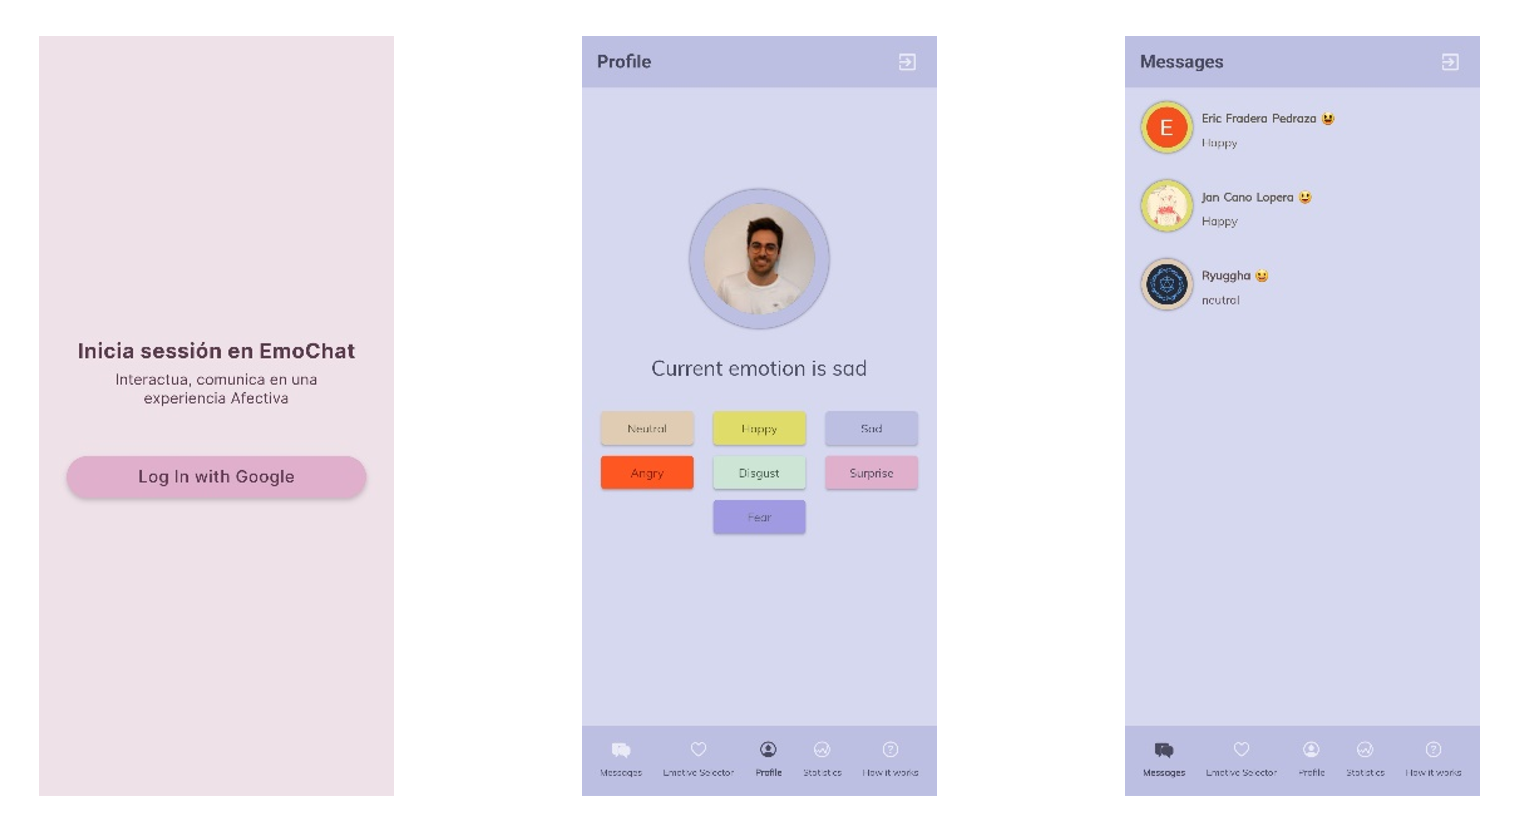 Inicia sessión en EmoChat
Interactua, comunica en una
experiencia Afectiva
Log In with Google
Profile
Current emotion is sad
Neutral
Happy
Sad
Angry
Disgust
Surprise
Fear
Messages
Emotive Selector
Profile
Statistics
How it works
Messages
E
Eric Fradera Pedraza
Happy
Jan Cano Lopera
Happy
Ryuggha
neutral
Messages
Emotive Selector
Profile
Statistics
How it works